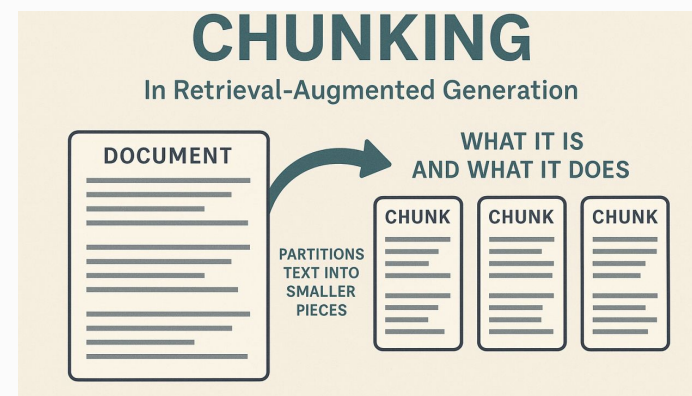 CHUNKING
In Retrieval-Augmented Generation
DOCUMENT
PARTITIONS
TEXT INTO
SMALLER
PIECES
WHAT IT IS
AND WHAT IT DOES
CHUNK
CHUNK
CHUNK